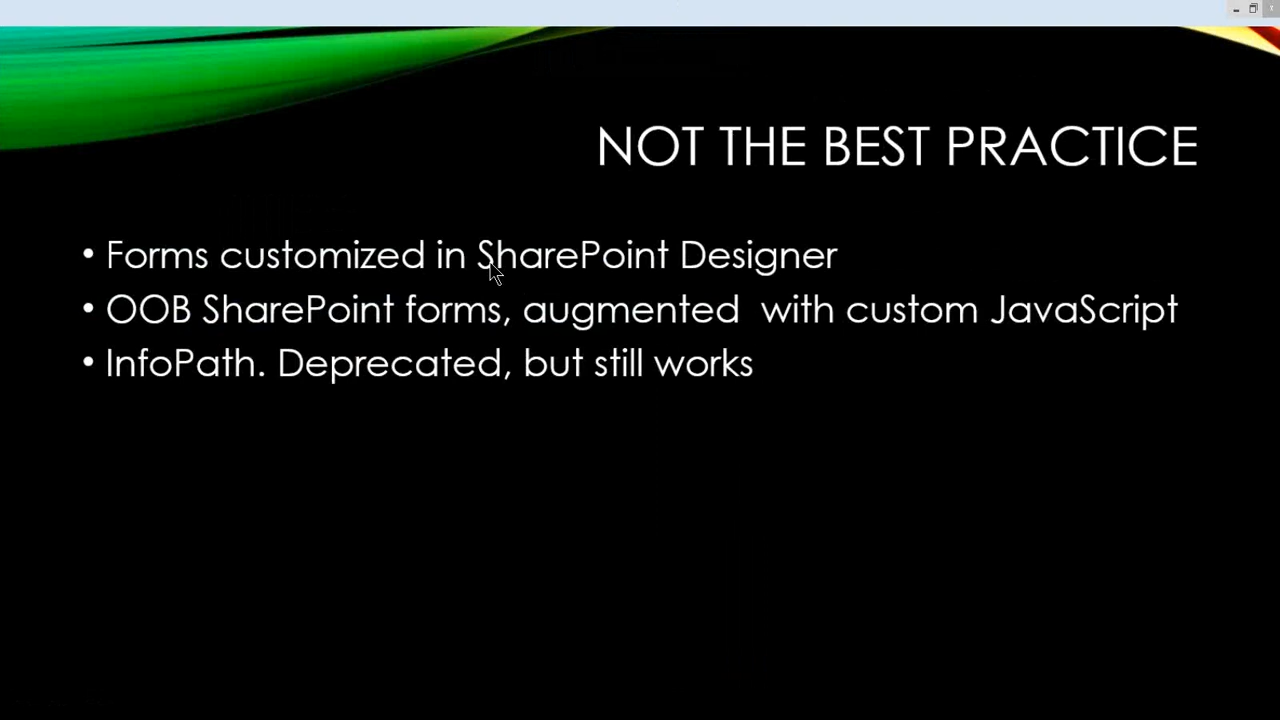 NOT THE BEST PRACTICE
• Forms customized in SharePoint Designer
• OOB SharePoint forms, augmented  with custom JavaScript
• InfoPath. Deprecated, but still works